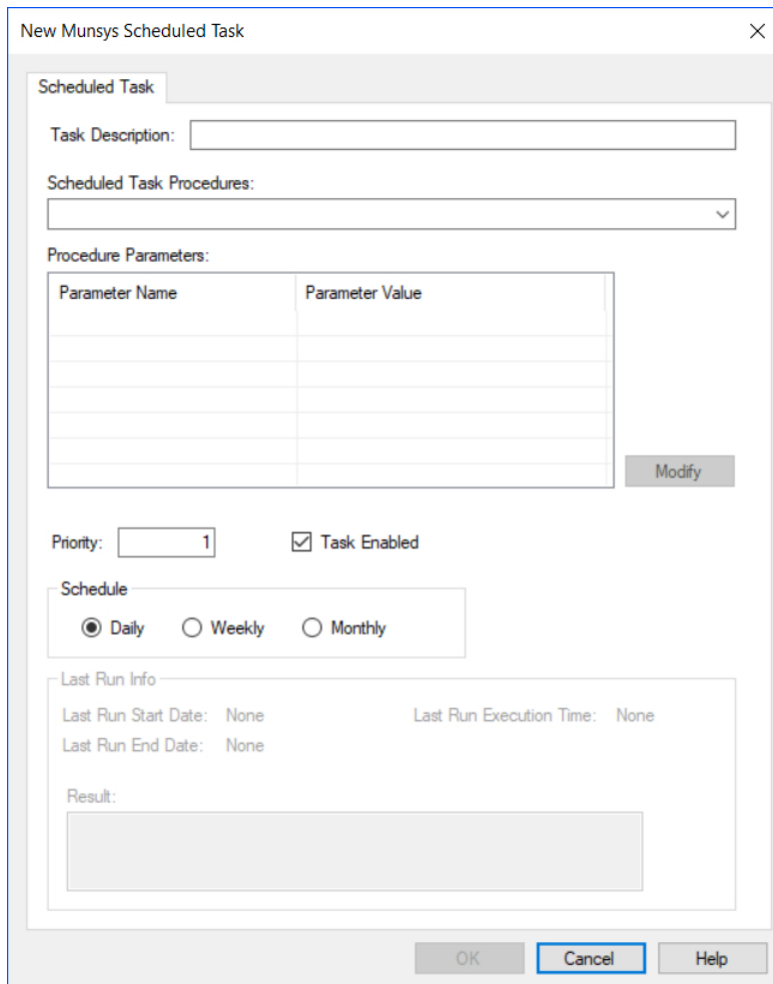 New Munsys Scheduled Task
Scheduled Task
Task Description:
Scheduled Task Procedures:
Procedure Parameters:
Parameter Name Parameter Value
Modify
Priority: 1 Task Enabled
Schedule
Daily Weekly Monthly
Last Run Info
Last Run Start Date: None Last Run Execution Time: None
Last Run End Date: None
Result:
OK Cancel Help